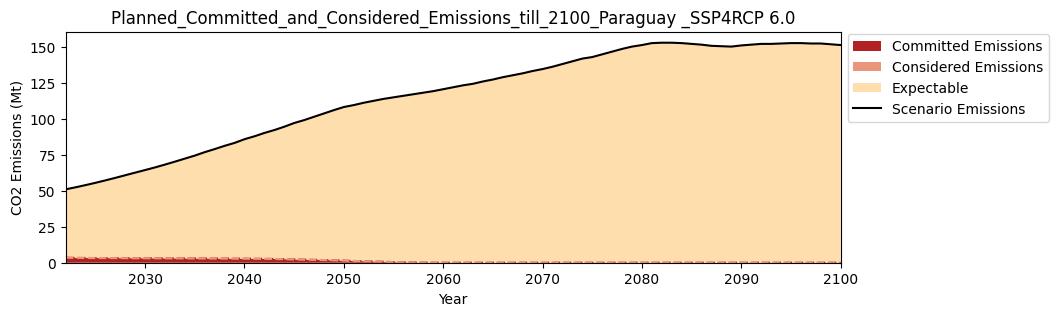 Planned_Committed_and_Considered_Emissions_till_2100_Paraguay _SSP4RCP 6.0
150
125
100
75
50
25
0
CO2 Emissions (Mt)
2030 2040 2050 2060 2070 2080 2090 2100
Year
Committed Emissions
Considered Emissions
Expectable
Scenario Emissions